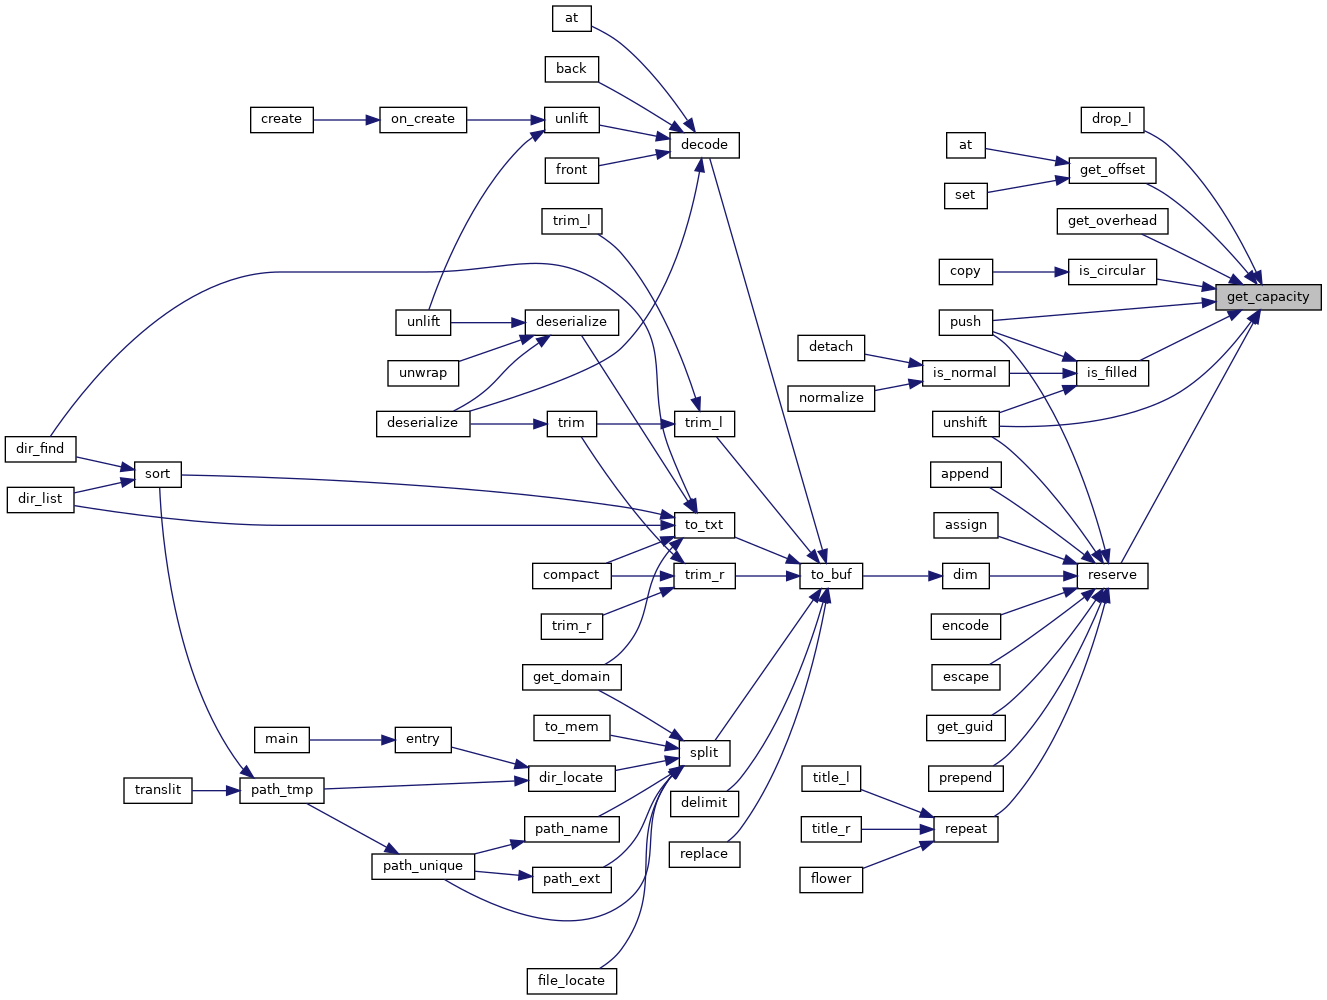 at
back
create
on_create
unlift
drop_l
decode
at
front
get_offset
set
trim_l
get_overhead
copy
is_circular
get_capacity
unlift
deserialize
push
detach
unwrap
is_normal
is_filled
normalize
deserialize
trim
trim_l
unshift
dir_find
sort
append
dir_list
to_txt
assign
compact
trim_r
to_buf
dim
reserve
trim_r
encode
get_domain
escape
to_mem
get_guid
main
entry
split
dir_locate
title_l
prepend
translit
path_tmp
delimit
path_name
title_r
repeat
replace
path_unique
path_ext
flower
file_locate